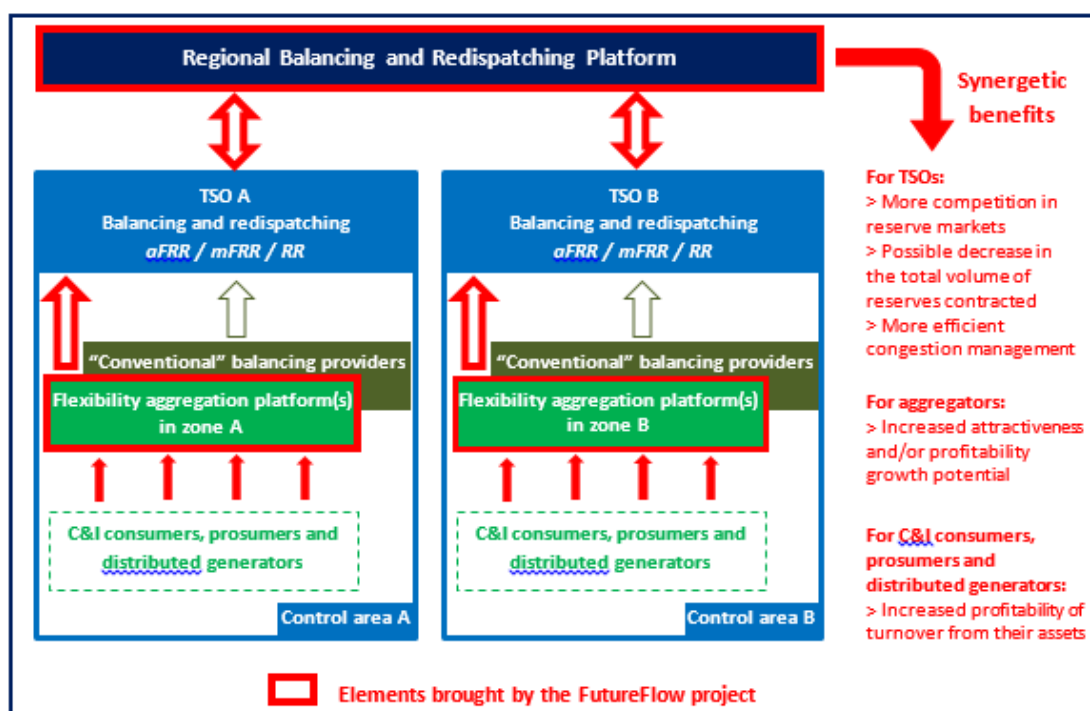 Regional Balancing and Redispatching Platform
Synergetic
benefits
TSO A
Balancing and redispatching
aFRR / mFRR / RR
"Conventional" balancing providers
Flexibility aggregation platform(s)
in zone A
C&I consumers, prosumers and
distributed generators
Control area A
TSO B
Balancing and redispatching
aFRR / mFRR / RR
"Conventional" balancing providers
Flexibility aggregation platform(s)
in zone B
C&I consumers, prosumers and
distributed generators
Control area B
For TSOs:
> More competition in
reserve markets
> Possible decrease in
the total volume of
reserves contracted
> More efficient
congestion management
For aggregators:
> Increased attractiveness
and/or profitability
growth potential
For C&I consumers,
prosumers and
distributed generators:
> Increased profitability of
turnover from their assets
Elements brought by the FutureFlow project